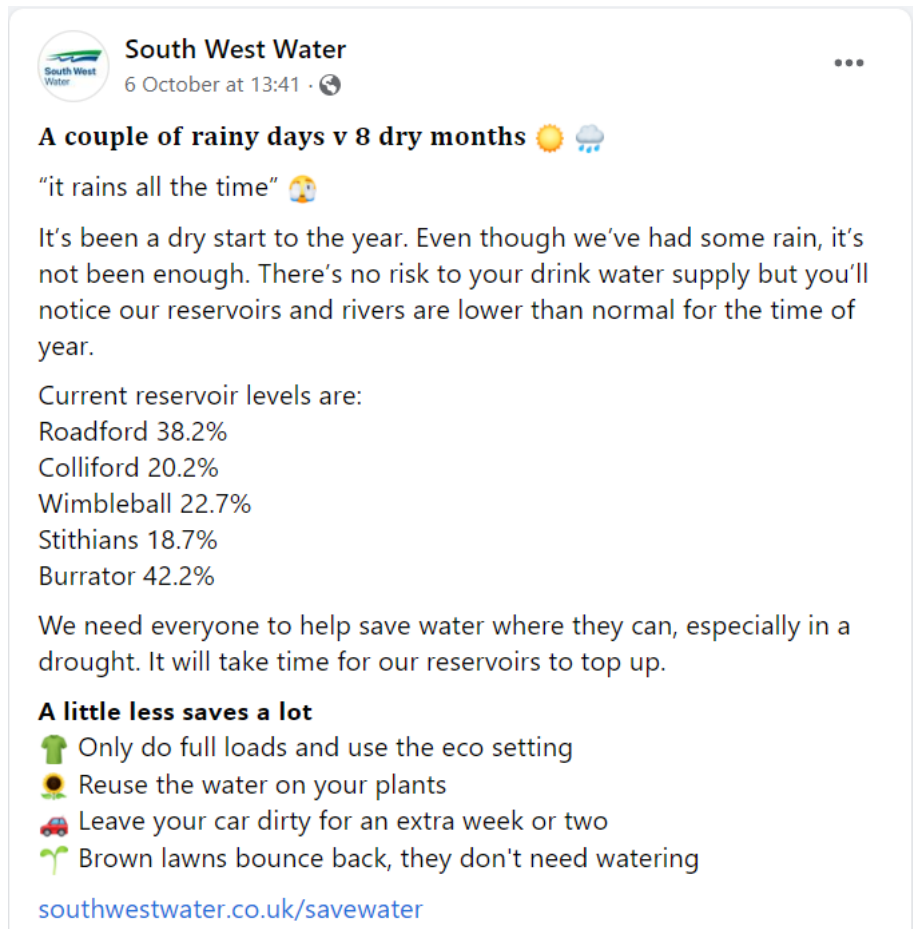 South West Water
South West
Water
6 October at 13:41 ·
A couple of rainy days v 8 dry months ☀️ 🌧️
“it rains all the time” 🫣
It’s been a dry start to the year. Even though we’ve had some rain, it’s
not been enough. There’s no risk to your drink water supply but you’ll
notice our reservoirs and rivers are lower than normal for the time of
year.
Current reservoir levels are:
Roadford 38.2%
Colliford 20.2%
Wimbleball 22.7%
Stithians 18.7%
Burrator 42.2%
We need everyone to help save water where they can, especially in a
drought. It will take time for our reservoirs to top up.
A little less saves a lot
👕 Only do full loads and use the eco setting
🌻 Reuse the water on your plants
🚗 Leave your car dirty for an extra week or two
🌱 Brown lawns bounce back, they don't need watering
southwestwater.co.uk/savewater